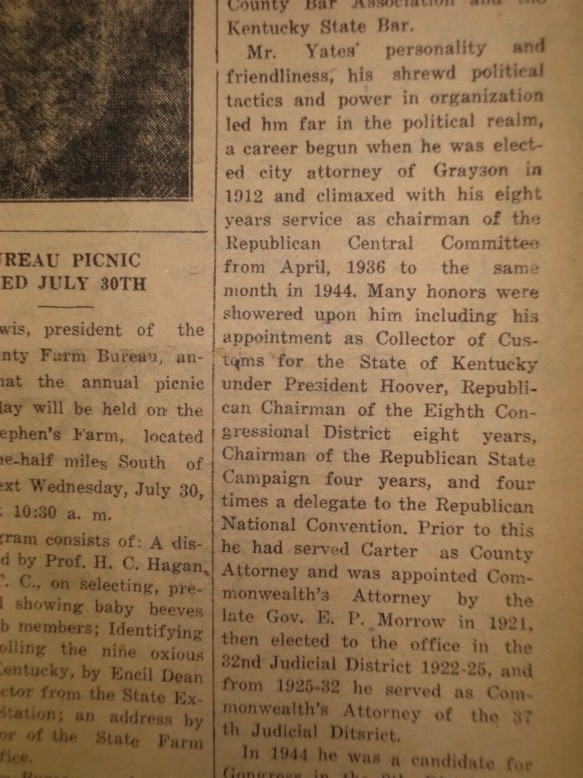 UREAU PICNIC
ED JULY 30TH
wis, president of the
nty Farm Bureau, an-
hat the annual picnic
lay will be held on the
ephen's Farm, located
ne-half miles South of
ext Wednesday, July 30,
t 10:30 a. m.
gram consists of: A dis-
d by Prof. H. C. Hagan,
. C., on selecting, pre-
d showing baby beeves
b members; Identifying
olling the nine oxious
Kentucky, by Encil Dean
ctor from the State Ex-
Station; an address by
or of the State Farm
ffice.
County Bar Association and the
Kentucky State Bar.
Mr. Yates' personality and
friendliness, his shrewd political
tactics and power in organization
led hm far in the political realm,
a career begun when he was elect-
ed city attorney of Grayson in
1912 and climaxed with his eight
years service as chairman of the
Republican Central Committee
from April, 1936 to the same
month in 1944. Many honors were
showered upon him including his
appointment as Collector of Cus-
toms for the State of Kentucky
under President Hoover, Republi-
can Chairman of the Eighth Con-
gressional District eight years,
Chairman of the Republican State
Campaign four years, and four
times a delegate to the Republican
National Convention. Prior to this
he had served Carter as County
Attorney and was appointed Com-
monwealth's Attorney by the
late Gov. E. P. Morrow in 1921,
then elected to the office in the
32nd Judicial District 1922-25, and
from 1925-32 he served as Com-
monwealth's Attorney of the 37
th Judicial Ditsrict.
In 1944 he was a candidate for
Congress in the